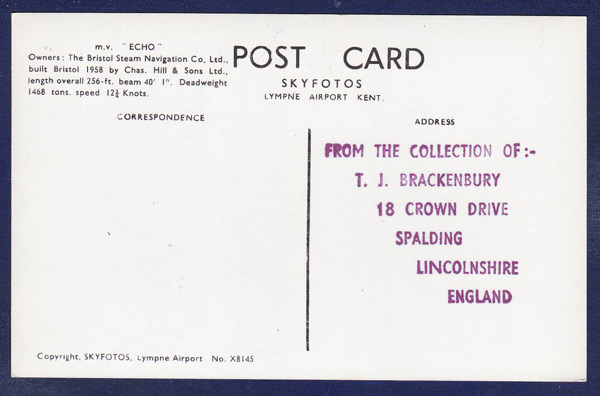 m.v. "ECHO"
Owners: The Bristol Steam Navigation Co, Ltd.,
built Bristol 1958 by Chas. Hill & Sons Ltd.,
length overall 256-ft. beam 40' 1". Deadweight
1468 tons. speed 12½ Knots.
POST CARD
SKYFOTOS
LYMPNE AIRPORT KENT.
CORRESPONDENCE
ADDRESS
FROM THE COLLECTION OF:-
T. J. BRACKENBURY
18 CROWN DRIVE
SPALDING
LINCOLNSHIRE
ENGLAND
Copyright, SKYFOTOS, Lympne Airport. No. X8145